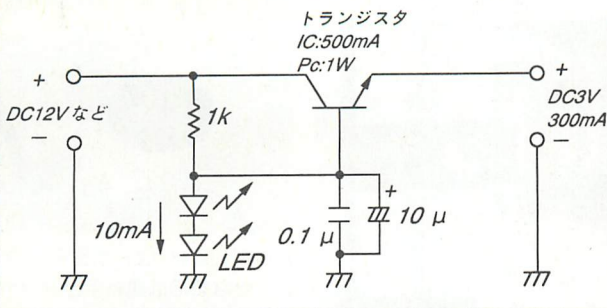 トランジスタ
IC:500mA
Pc:1W
+
DC12Vなど
−
1k
+
DC3V
300mA
−
10mA
LED
0.1 μ
+
10 μ